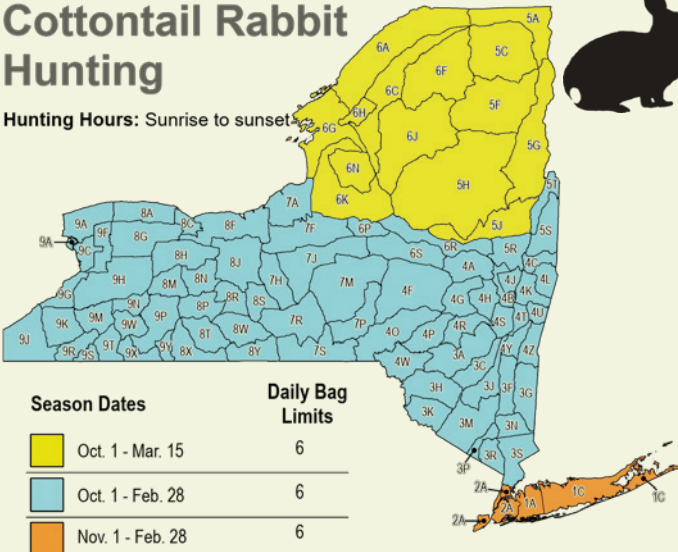 Cottontail Rabbit
Hunting
Hunting Hours: Sunrise to sunset
5A
6A
5C
6F
6C
5F
6H
6G
6J
5G
6N
5H
6K
5T
7A
5J
8A
9A
8C
8F
7F
6P
5S
9F
8G
9A
9C
6R
5R
8H
8J
7J
6S
4A
4C
9H
8M
8N
7H
7M
4F
4J
4K
4L
9G
8R
8S
4G
4H
4B
9N
8P
9K
9M
9W
9P
7R
7P
4R
4S
4T
4U
8T
8W
4O
4P
9J
9T
9Y
3A
4Y
4Z
9R
9S
9X
8X
8Y
7S
4W
3C
3H
3J
3F
3G
3K
3M
3N
3P
3R
3S
2A
2A
1A
1C
1C
2A
Season Dates
Daily Bag
Limits
Oct. 1 - Mar. 15
6
Oct. 1 - Feb. 28
6
Nov. 1 - Feb. 28
6